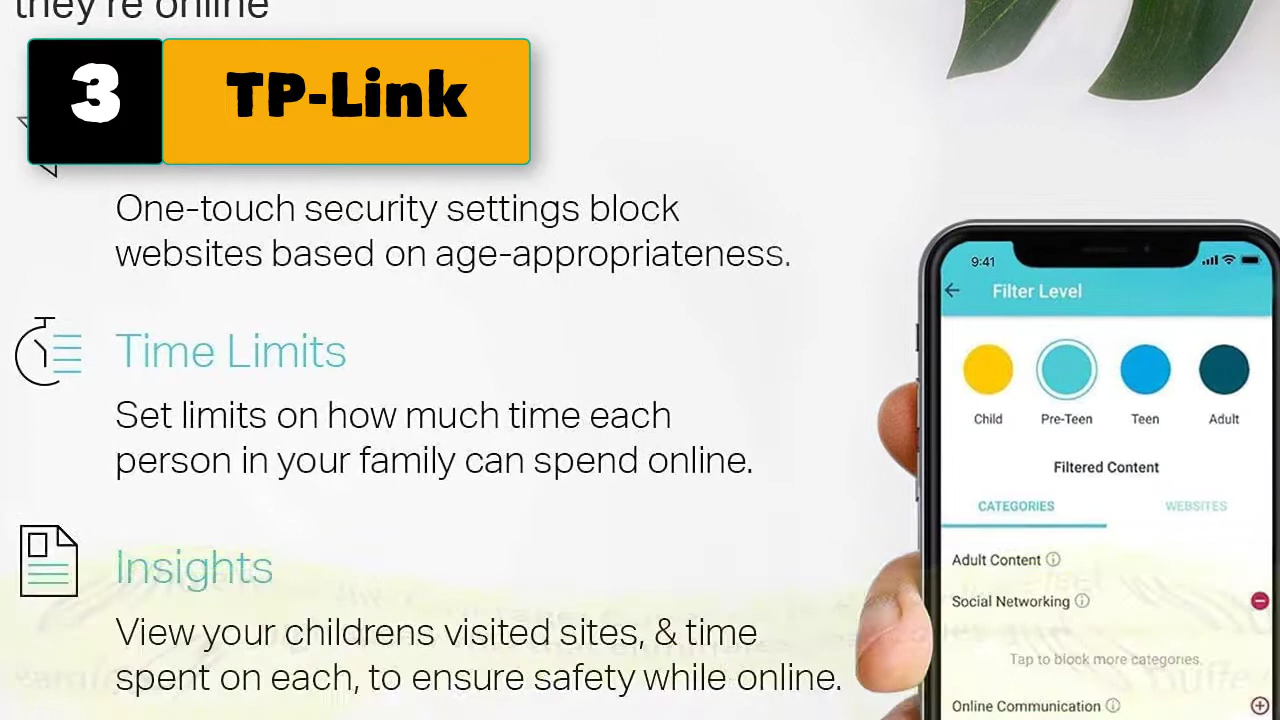 they're online
3 TP-Link
One-touch security settings block
websites based on age-appropriateness.
Time Limits
Set limits on how much time each
person in your family can spend online.
Insights
View your childrens visited sites, & time
spent on each, to ensure safety while online.
9:41
Filter Level
Child Pre-Teen Teen Adult
Filtered Content
CATEGORIES WEBSITES
Adult Content
Social Networking
Tap to block more categories.
Online Communication